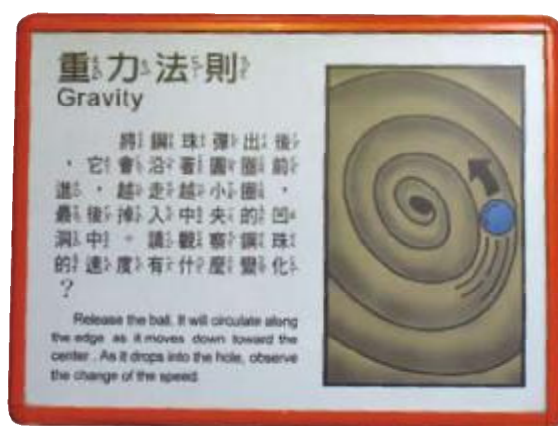 重力法則
Gravity
將鋼珠彈出後
，它會沿著圓圈前
進，越走越小圈，
最後掉入中央的凹
洞中。請觀察鋼珠
的速度有什麼變化
？
Release the ball. It will circulate along
the edge as it moves down toward the
center. As it drops into the hole, observe
the change of the speed.